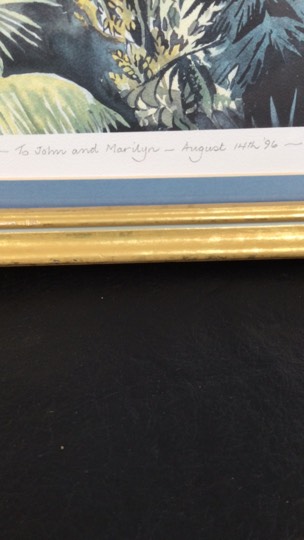 ~ To John and Marilyn – August 14th '96 ~